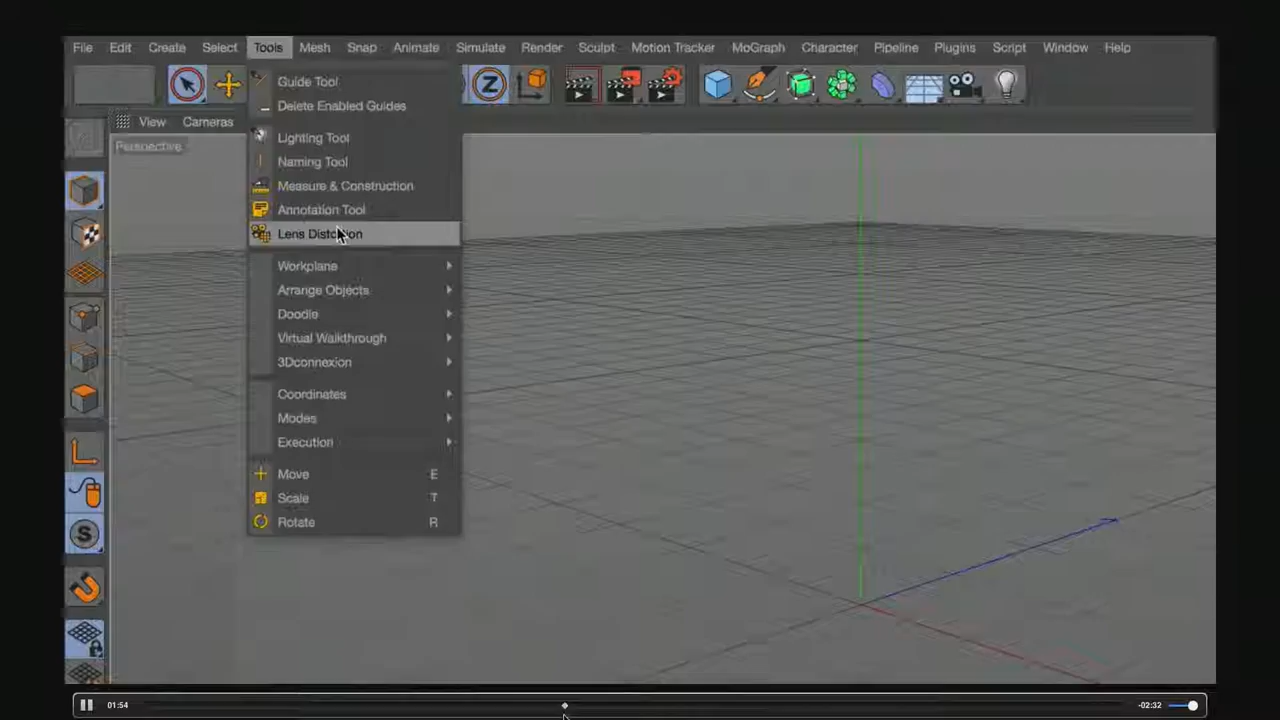 File Edit Create Select Tools Mesh Snap Animate Simulate Render Sculpt Motion Tracker MoGraph Character Pipeline Plugins Script Window Help
Z
View Cameras
Perspective
Guide Tool
Delete Enabled Guides
Lighting Tool
Naming Tool
Measure & Construction
Annotation Tool
Lens Distortion
Workplane
Arrange Objects
Doodle
Virtual Walkthrough
3Dconnexion
Coordinates
Modes
Execution
Move E
Scale T
Rotate R
S
01:54 -02:32